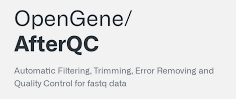 OpenGene/
AfterQC
Automatic Filtering, Trimming, Error Removing and
Quality Control for fastq data